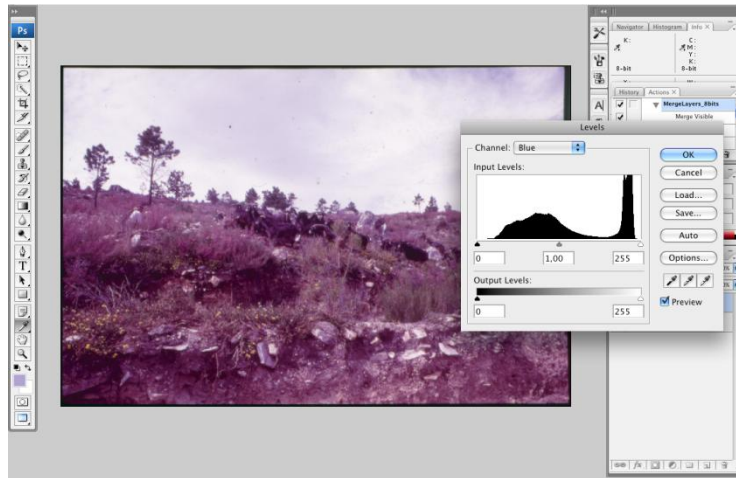 Ps
Navigator Histogram Info ×
K: C:
M:
Y:
8-bit K:
8-bit
History Actions ×
MergeLayers_8bits
Merge Visible
Levels
Channel: Blue
OK
Input Levels:
Cancel
Load...
Save...
Auto
0 1,00 255
Options...
Output Levels:
Preview
0 255